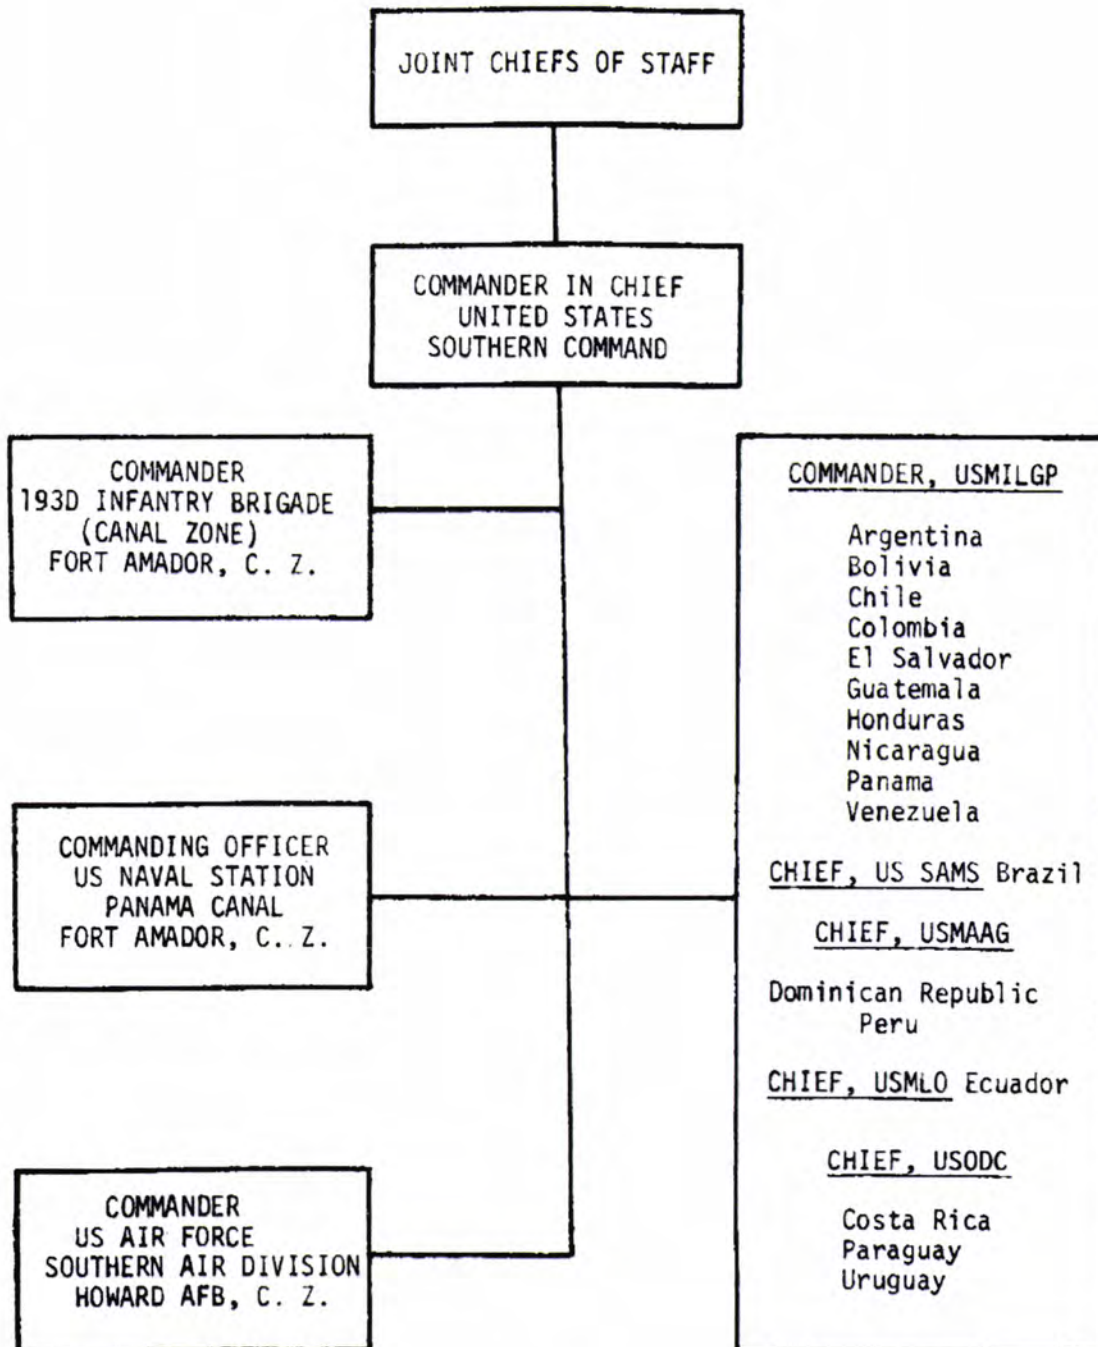 JOINT CHIEFS OF STAFF
COMMANDER IN CHIEF
UNITED STATES
SOUTHERN COMMAND
COMMANDER
193D INFANTRY BRIGADE
(CANAL ZONE)
FORT AMADOR, C. Z.
COMMANDING OFFICER
US NAVAL STATION
PANAMA CANAL
FORT AMADOR, C. Z.
COMMANDER
US AIR FORCE
SOUTHERN AIR DIVISION
HOWARD AFB, C. Z.
COMMANDER, USMILGP
Argentina
Bolivia
Chile
Colombia
El Salvador
Guatemala
Honduras
Nicaragua
Panama
Venezuela
CHIEF, US SAMS Brazil
CHIEF, USMAAG
Dominican Republic
Peru
CHIEF, USMLO Ecuador
CHIEF, USODC
Costa Rica
Paraguay
Uruguay